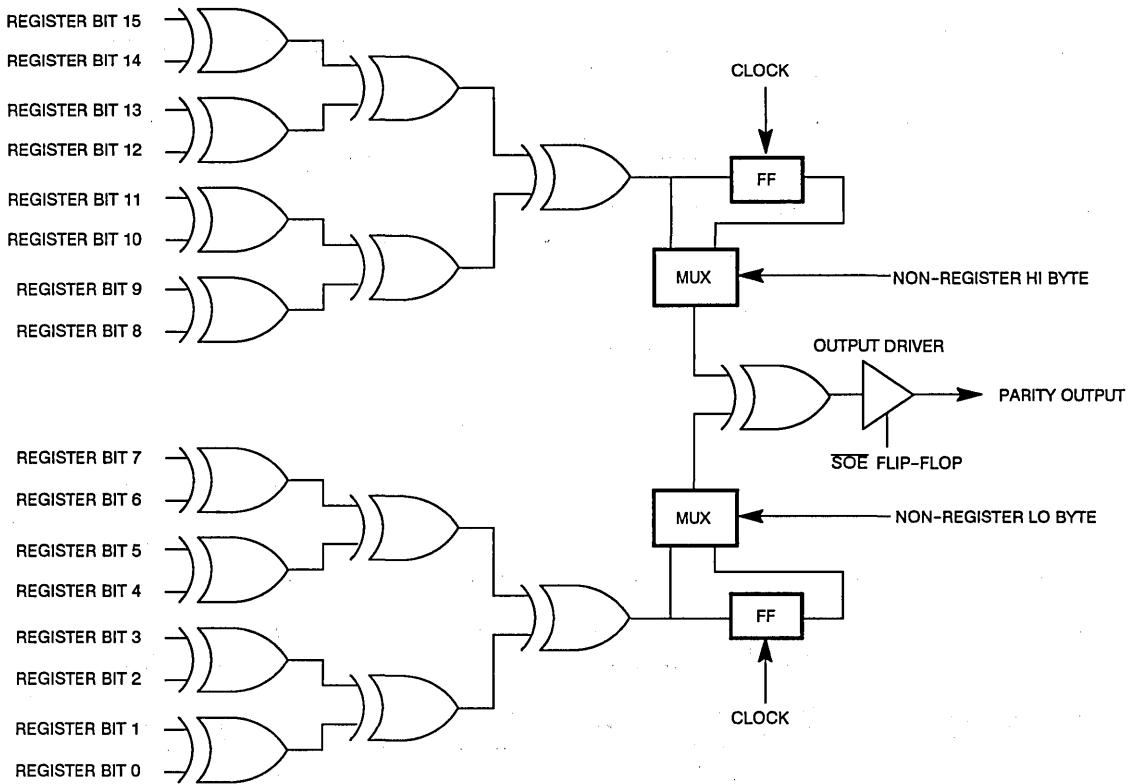 REGISTER BIT 15
REGISTER BIT 14
REGISTER BIT 13
REGISTER BIT 12
REGISTER BIT 11
REGISTER BIT 10
REGISTER BIT 9
REGISTER BIT 8
CLOCK
FF
MUX
NON-REGISTER HI BYTE
OUTPUT DRIVER
PARITY OUTPUT
SOE FLIP-FLOP
REGISTER BIT 7
REGISTER BIT 6
REGISTER BIT 5
REGISTER BIT 4
REGISTER BIT 3
REGISTER BIT 2
REGISTER BIT 1
REGISTER BIT 0
MUX
NON-REGISTER LO BYTE
FF
CLOCK